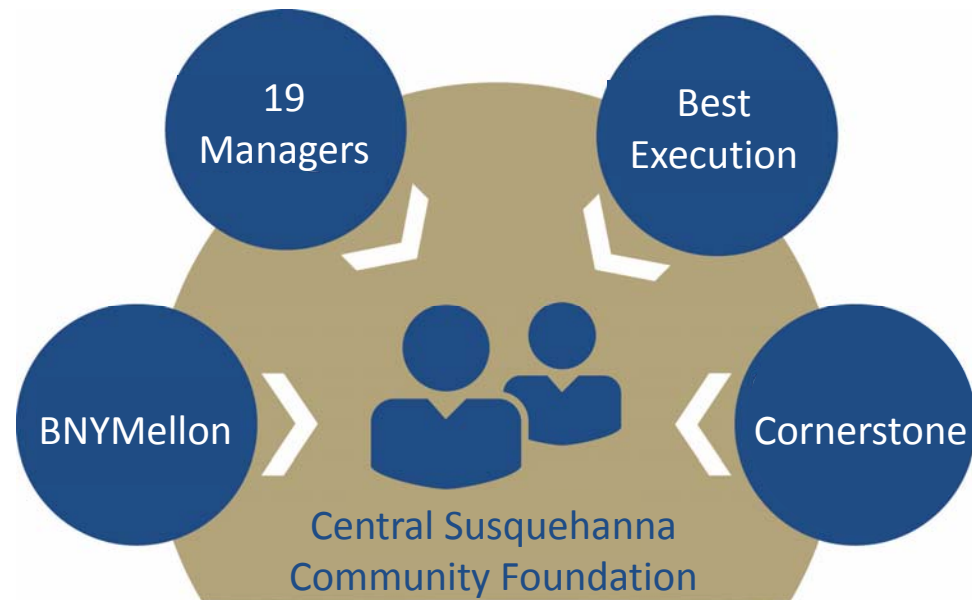 19
Managers
Best
Execution
BNYMellon
Cornerstone
Central Susquehanna
Community Foundation